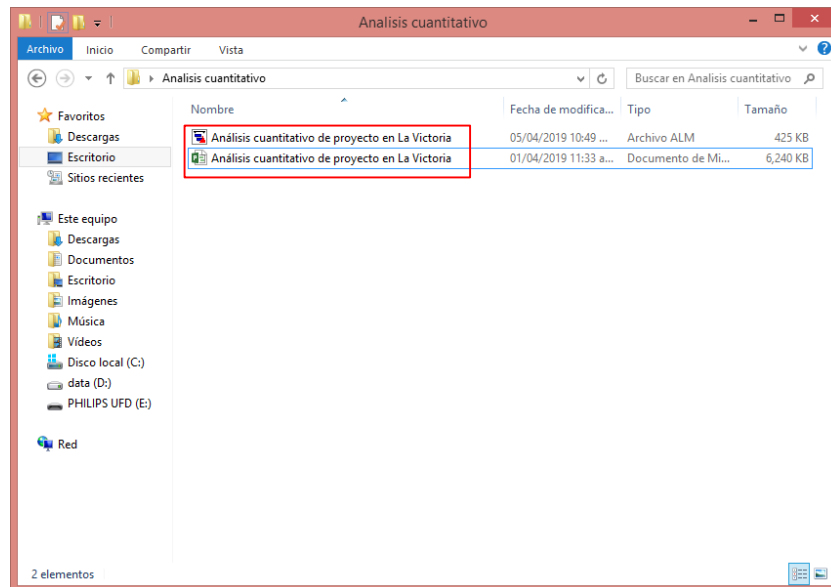 Analisis cuantitativo
Archivo Inicio Compartir Vista
Analisis cuantitativo Buscar en Analisis cuantitativo
Nombre Fecha de modifica... Tipo Tamaño
Análisis cuantitativo de proyecto en La Victoria 05/04/2019 10:49 ... Archivo ALM 425 KB
Análisis cuantitativo de proyecto en La Victoria 01/04/2019 11:33 a... Documento de Mi... 6,240 KB
Favoritos
Descargas
Escritorio
Sitios recientes
Este equipo
Descargas
Documentos
Escritorio
Imágenes
Música
Vídeos
Disco local (C:)
data (D:)
PHILIPS UFD (E:)
Red
2 elementos